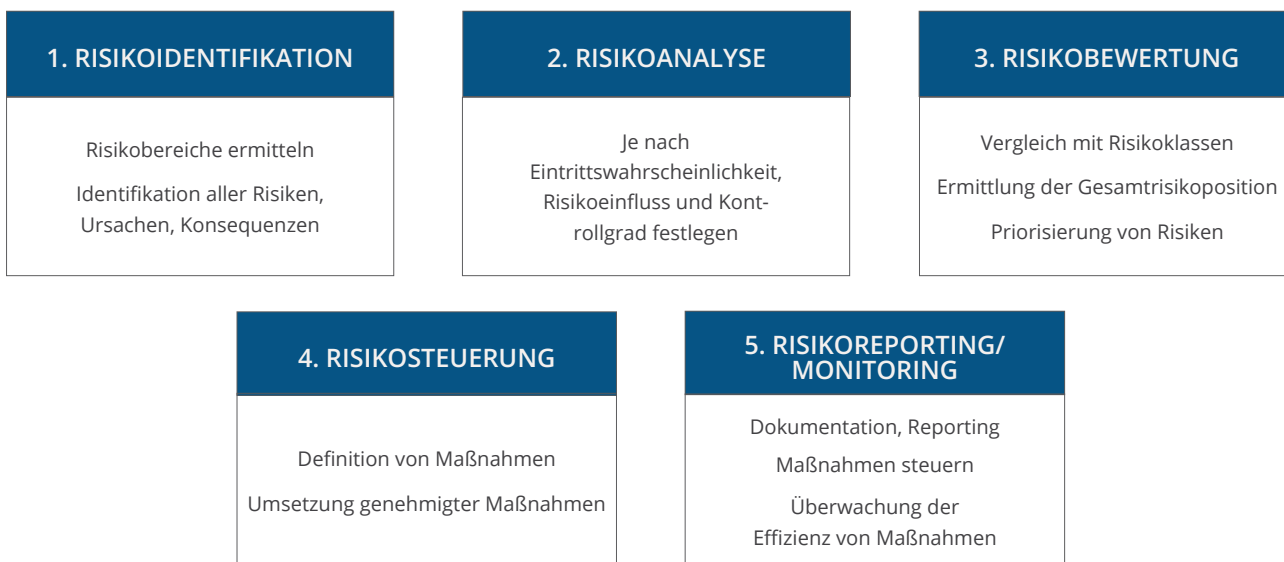 1. RISIKOIDENTIFIKATION
Risikobereiche ermitteln
Identifikation aller Risiken,
Ursachen, Konsequenzen
2. RISIKOANALYSE
Je nach
Eintrittswahrscheinlichkeit,
Risikoeinfluss und Kont-
rollgrad festlegen
3. RISIKOBEWERTUNG
Vergleich mit Risikoklassen
Ermittlung der Gesamtrisikoposition
Priorisierung von Risiken
4. RISIKOSTEUERUNG
Definition von Maßnahmen
Umsetzung genehmigter Maßnahmen
5. RISIKOREPORTING/
MONITORING
Dokumentation, Reporting
Maßnahmen steuern
Überwachung der
Effizienz von Maßnahmen